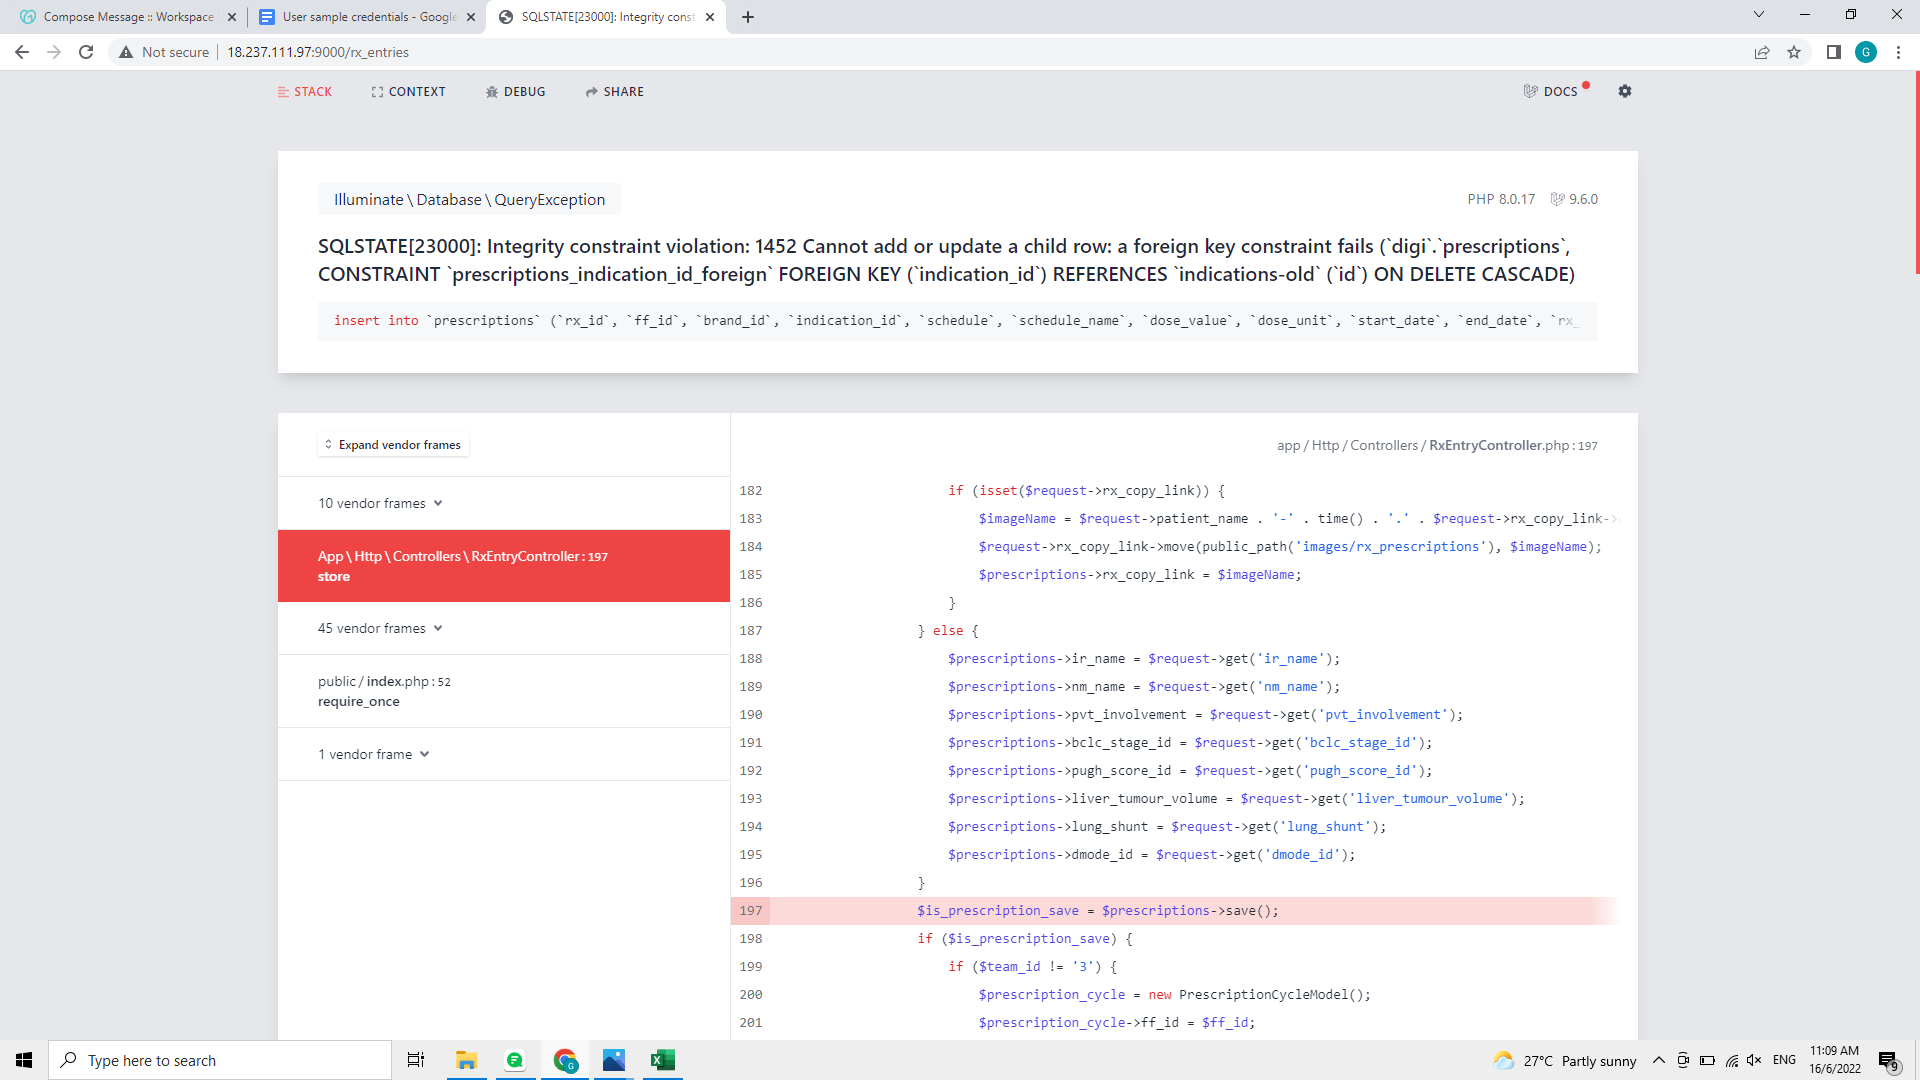 Compose Message :: Workspace
User sample credentials - Google
SQLSTATE[23000]: Integrity const
Not secure
18.237.111.97:9000/rx_entries
G
STACK
CONTEXT
DEBUG
SHARE
DOCS
Illuminate \ Database \ QueryException
PHP 8.0.17
9.6.0
SQLSTATE[23000]: Integrity constraint violation: 1452 Cannot add or update a child row: a foreign key constraint fails (`digi`.`prescriptions`,
CONSTRAINT `prescriptions_indication_id_foreign` FOREIGN KEY (`indication_id`) REFERENCES `indications-old` (`id`) ON DELETE CASCADE)
insert into `prescriptions` (`rx_id`, `ff_id`, `brand_id`, `indication_id`, `schedule`, `schedule_name`, `dose_value`, `dose_unit`, `start_date`, `end_date`, `rx_
Expand vendor frames
10 vendor frames
App \ Http \ Controllers \ RxEntryController : 197
store
45 vendor frames
public / index.php : 52
require_once
1 vendor frame
app / Http / Controllers / RxEntryController.php : 197
182 if (isset($request->rx_copy_link)) {
183 $imageName = $request->patient_name . '-' . time() . '.' . $request->rx_copy_link->
184 $request->rx_copy_link->move(public_path('images/rx_prescriptions'), $imageName);
185 $prescriptions->rx_copy_link = $imageName;
186 }
187 } else {
188 $prescriptions->ir_name = $request->get('ir_name');
189 $prescriptions->nm_name = $request->get('nm_name');
190 $prescriptions->pvt_involvement = $request->get('pvt_involvement');
191 $prescriptions->bclc_stage_id = $request->get('bclc_stage_id');
192 $prescriptions->pugh_score_id = $request->get('pugh_score_id');
193 $prescriptions->liver_tumour_volume = $request->get('liver_tumour_volume');
194 $prescriptions->lung_shunt = $request->get('lung_shunt');
195 $prescriptions->dmode_id = $request->get('dmode_id');
196 }
197 $is_prescription_save = $prescriptions->save();
198 if ($is_prescription_save) {
199 if ($team_id != '3') {
200 $prescription_cycle = new PrescriptionCycleModel();
201 $prescription_cycle->ff_id = $ff_id;
Type here to search
27°C Partly sunny
ENG
11:09 AM
16/6/2022
9